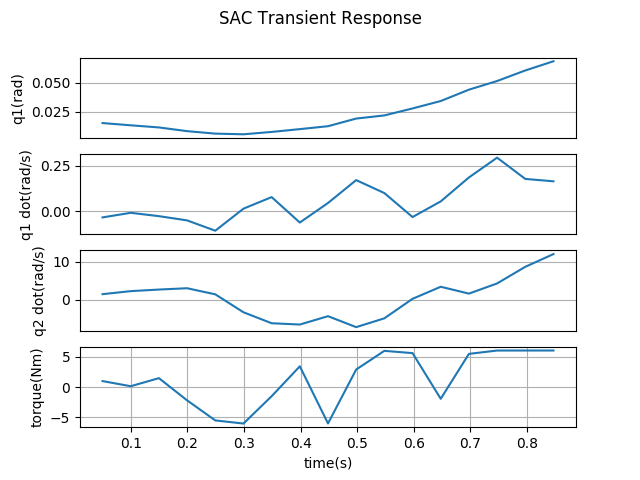 SAC Transient Response
q1(rad)
0.050
0.025
q1 dot(rad/s)
0.25
0.00
q2 dot(rad/s)
10
0
torque(Nm)
5
0
−5
0.1 0.2 0.3 0.4 0.5 0.6 0.7 0.8
time(s)